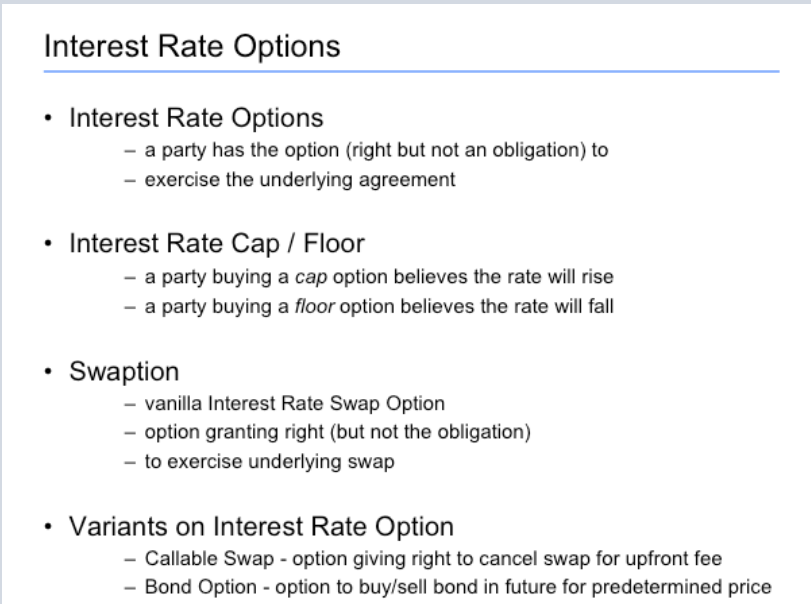 Interest Rate Options
• Interest Rate Options
– a party has the option (right but not an obligation) to
– exercise the underlying agreement
• Interest Rate Cap / Floor
– a party buying a cap option believes the rate will rise
– a party buying a floor option believes the rate will fall
• Swaption
– vanilla Interest Rate Swap Option
– option granting right (but not the obligation)
– to exercise underlying swap
• Variants on Interest Rate Option
– Callable Swap - option giving right to cancel swap for upfront fee
– Bond Option - option to buy/sell bond in future for predetermined price